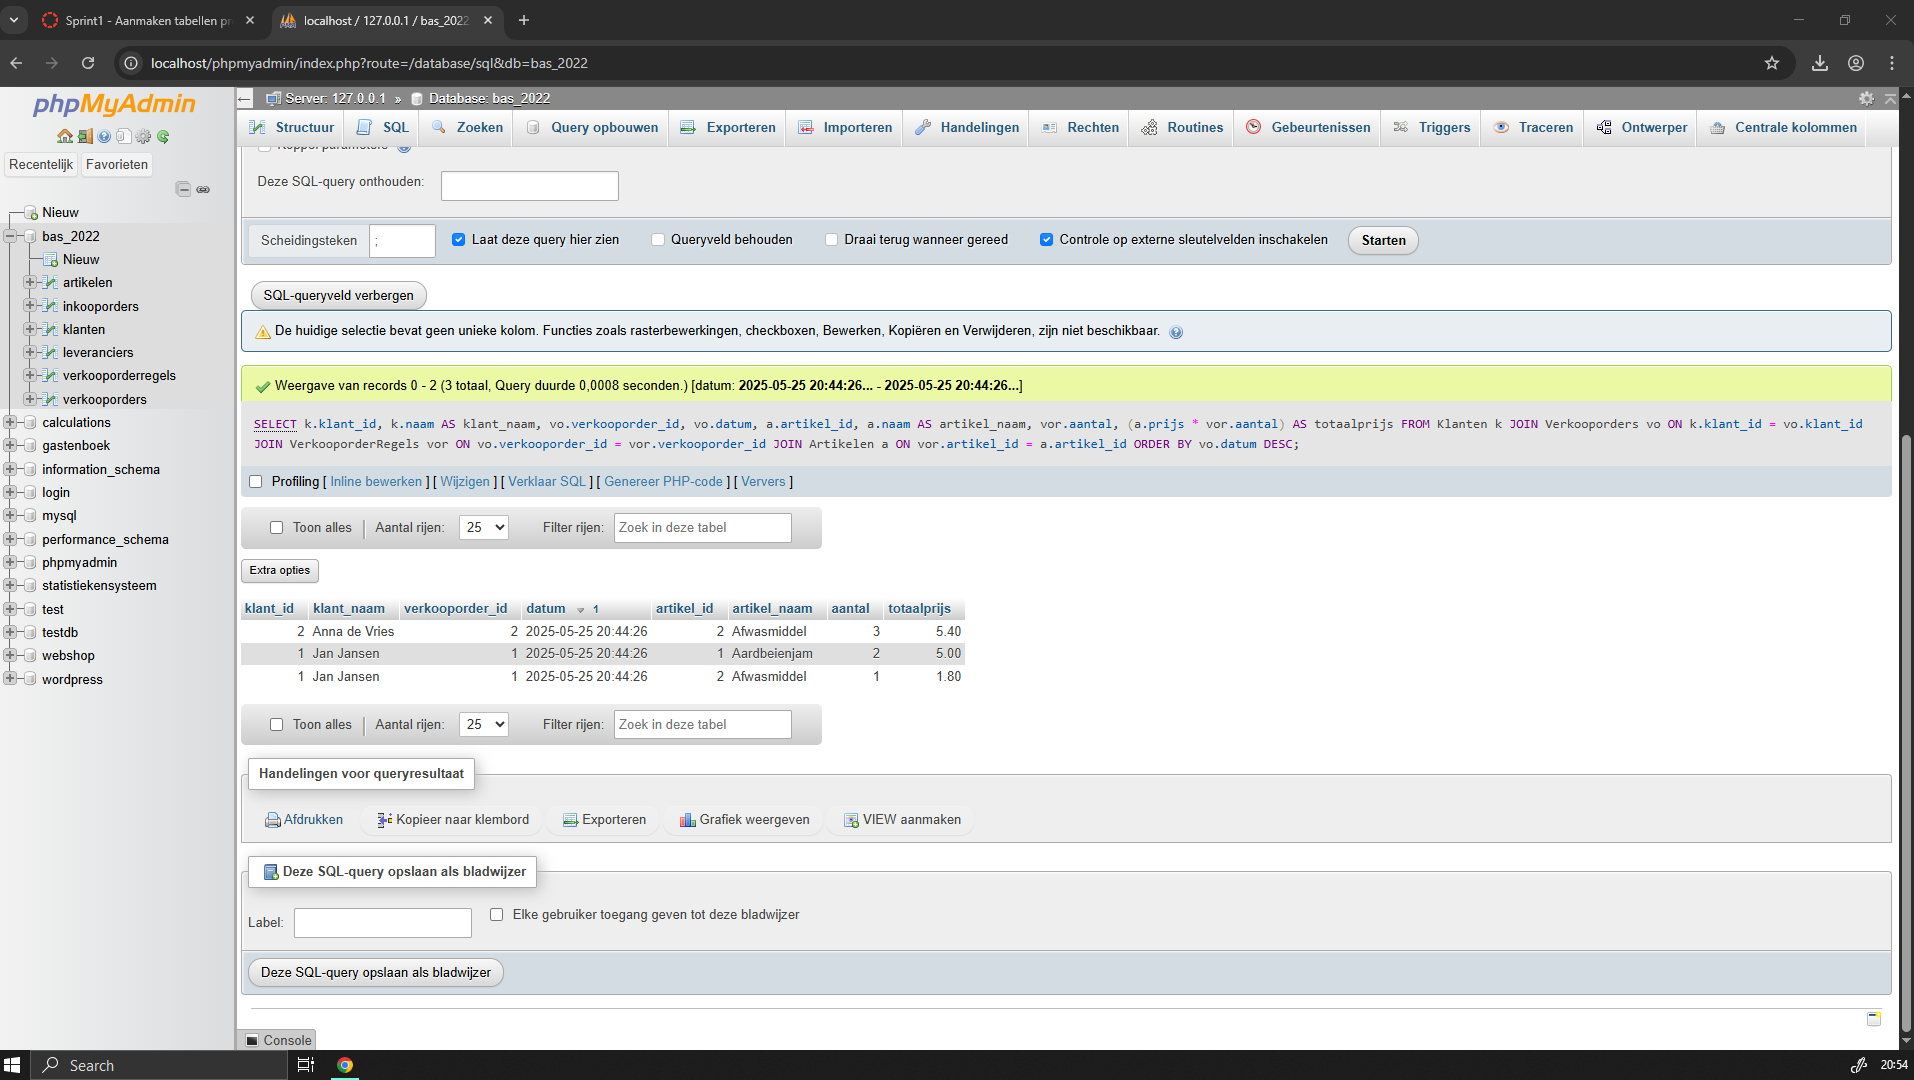 Sprint1 - Aanmaken tabellen pr
localhost / 127.0.0.1 / bas_2022
localhost/phpmyadmin/index.php?route=/database/sql&db=bas_2022
phpMyAdmin
Recentelijk
Favorieten
Nieuw
bas_2022
Nieuw
artikelen
inkooporders
klanten
leveranciers
verkooporderregels
verkooporders
calculations
gastenboek
information_schema
login
mysql
performance_schema
phpmyadmin
statistiekensysteem
test
testdb
webshop
wordpress
Server: 127.0.0.1 » Database: bas_2022
Structuur
SQL
Zoeken
Query opbouwen
Exporteren
Importeren
Handelingen
Rechten
Routines
Gebeurtenissen
Triggers
Traceren
Ontwerper
Centrale kolommen
Koppel parameters
Deze SQL-query onthouden:
Scheidingsteken ; Laat deze query hier zien Queryveld behouden Draai terug wanneer gereed Controle op externe sleutelvelden inschakelen Starten
SQL-queryveld verbergen
De huidige selectie bevat geen unieke kolom. Functies zoals rasterbewerkingen, checkboxen, Bewerken, Kopiëren en Verwijderen, zijn niet beschikbaar.
Weergave van records 0 - 2 (3 totaal, Query duurde 0,0008 seconden.) [datum: 2025-05-25 20:44:26... - 2025-05-25 20:44:26...]
SELECT k.klant_id, k.naam AS klant_naam, vo.verkooporder_id, vo.datum, a.artikel_id, a.naam AS artikel_naam, vor.aantal, (a.prijs * vor.aantal) AS totaalprijs FROM Klanten k JOIN Verkooporders vo ON k.klant_id = vo.klant_id
JOIN VerkooporderRegels vor ON vo.verkooporder_id = vor.verkooporder_id JOIN Artikelen a ON vor.artikel_id = a.artikel_id ORDER BY vo.datum DESC;
Profiling [ Inline bewerken ] [ Wijzigen ] [ Verklaar SQL ] [ Genereer PHP-code ] [ Ververs ]
Toon alles Aantal rijen: 25 Filter rijen: Zoek in deze tabel
Extra opties
klant_id klant_naam verkooporder_id datum 1 artikel_id artikel_naam aantal totaalprijs
2 Anna de Vries 2 2025-05-25 20:44:26 2 Afwasmiddel 3 5.40
1 Jan Jansen 1 2025-05-25 20:44:26 1 Aardbeienjam 2 5.00
1 Jan Jansen 1 2025-05-25 20:44:26 2 Afwasmiddel 1 1.80
Toon alles Aantal rijen: 25 Filter rijen: Zoek in deze tabel
Handelingen voor queryresultaat
Afdrukken Kopieer naar klembord Exporteren Grafiek weergeven VIEW aanmaken
Deze SQL-query opslaan als bladwijzer
Label: Elke gebruiker toegang geven tot deze bladwijzer
Deze SQL-query opslaan als bladwijzer
Console
Search
20:54